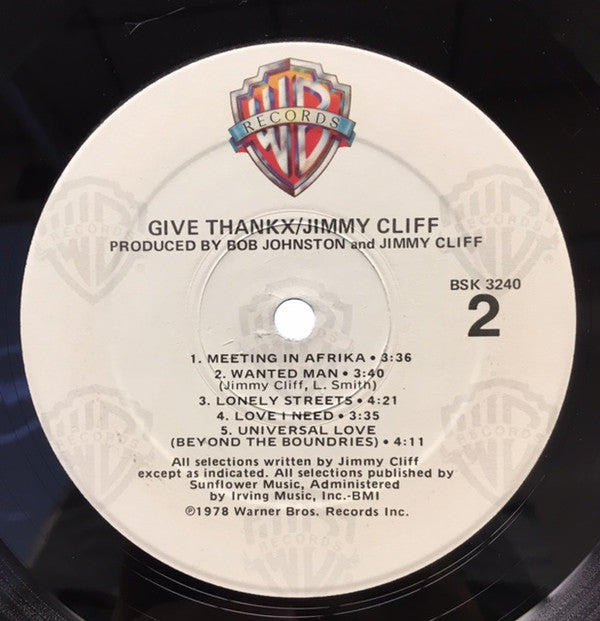 WB
RECORDS
GIVE THANKX/JIMMY CLIFF
PRODUCED BY BOB JOHNSTON and JIMMY CLIFF
BSK 3240
2
1. MEETING IN AFRIKA • 3:36
2. WANTED MAN • 3:40
(Jimmy Cliff, L. Smith)
3. LONELY STREETS • 4:21
4. LOVE I NEED • 3:35
5. UNIVERSAL LOVE
(BEYOND THE BOUNDRIES) • 4:11
All selections written by Jimmy Cliff
except as indicated. All selections published by
Sunflower Music, Administered
by Irving Music, Inc.-BMI
℗1978 Warner Bros. Records Inc.